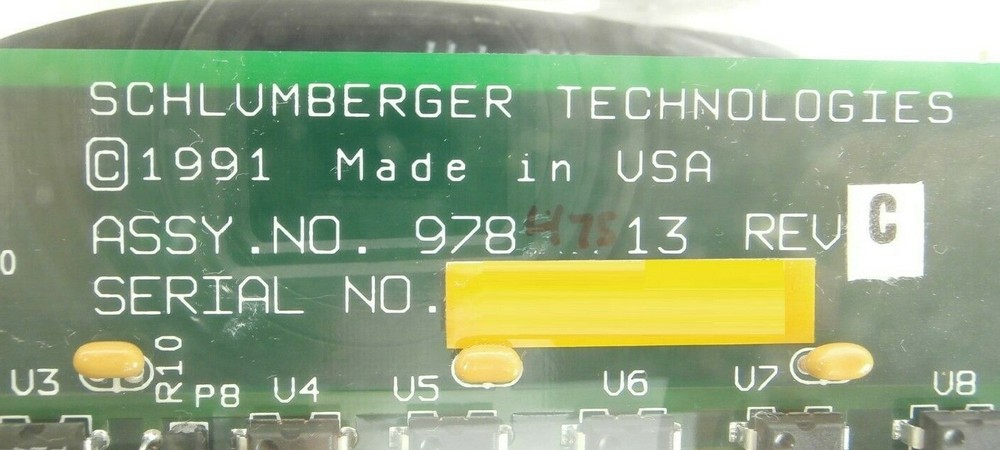 SCHLUMBERGER TECHNOLOGIES
©1991 Made in USA
ASSY.NO. 978 475 13 REV C
SERIAL NO.
0
U3 R10 P8 U4 U5 U6 U7 U8